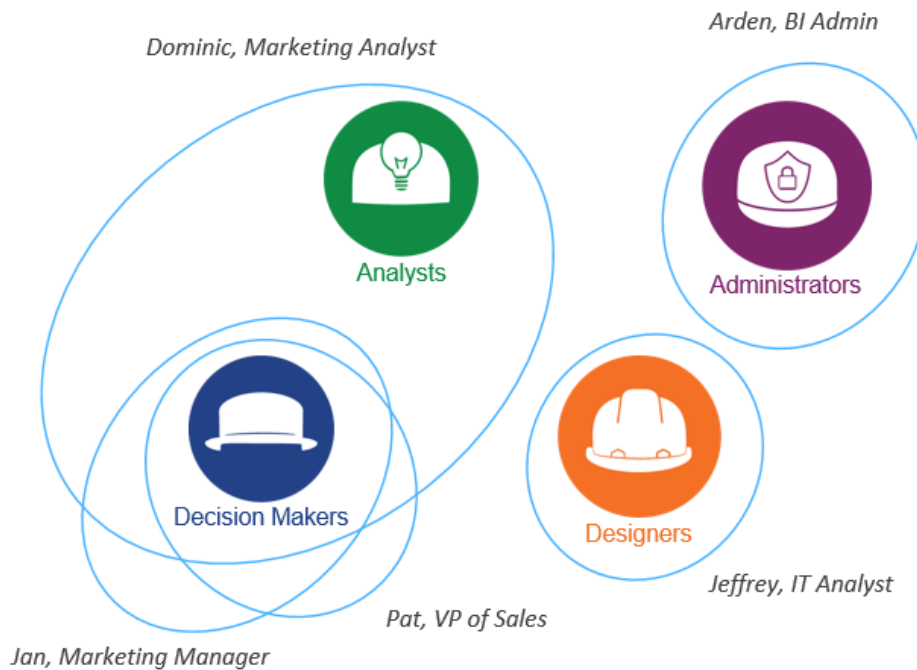 Arden, BI Admin
Dominic, Marketing Analyst
Analysts
Administrators
Decision Makers
Designers
Jeffrey, IT Analyst
Pat, VP of Sales
Jan, Marketing Manager